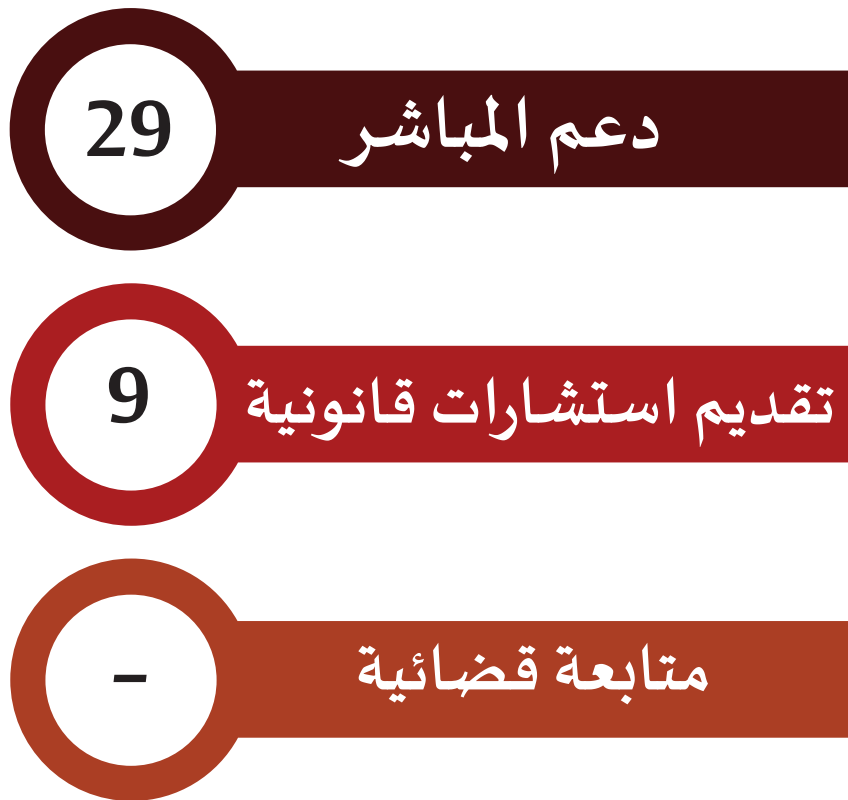 دعم المباشر
29
تقديم استشارات قانونية
9
متابعة قضائية
–